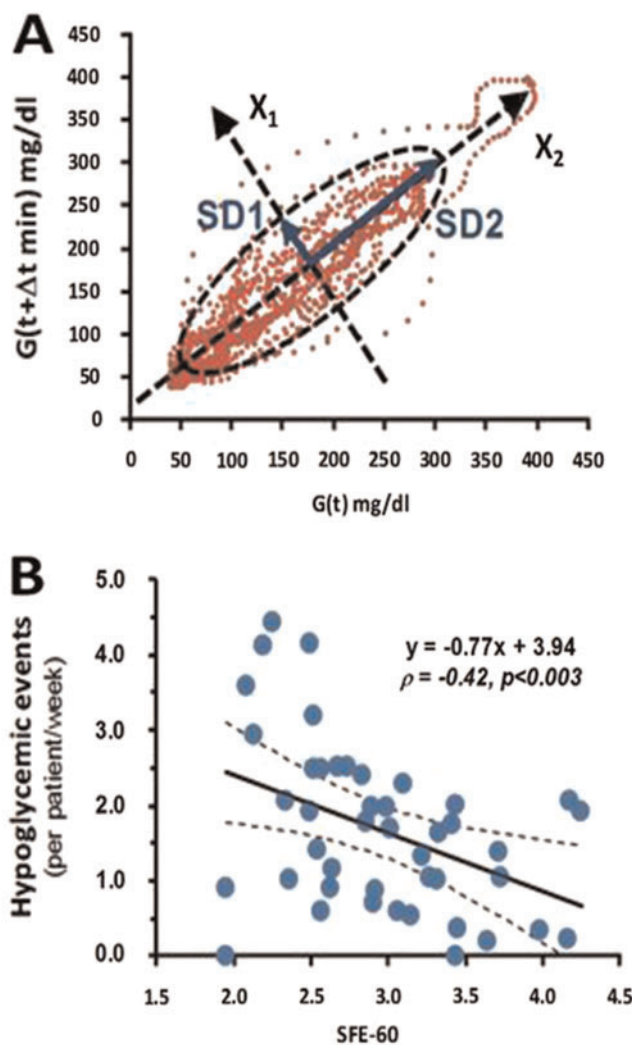 A
G(t+Δt min) mg/dl
450
400
350
300
250
200
150
100
50
0
X1
X2
SD1
SD2
0 50 100 150 200 250 300 350 400 450
G(t) mg/dl
B
Hypoglycemic events
(per patient/week)
5.0
4.0
3.0
2.0
1.0
0.0
y = -0.77x + 3.94
ρ = -0.42, p<0.003
1.5 2.0 2.5 3.0 3.5 4.0 4.5
SFE-60